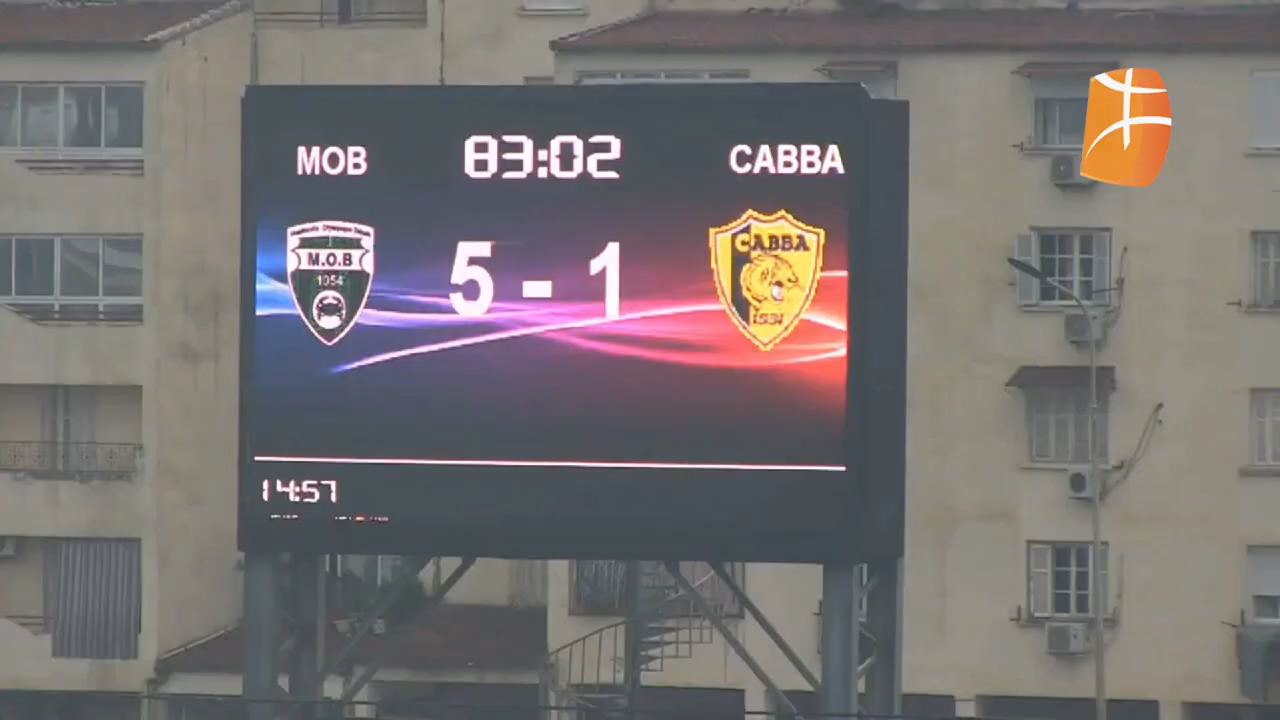 MOB 83:02 CABBA
M.O.B
1954
5 - 1
CABBA
1931
14:57